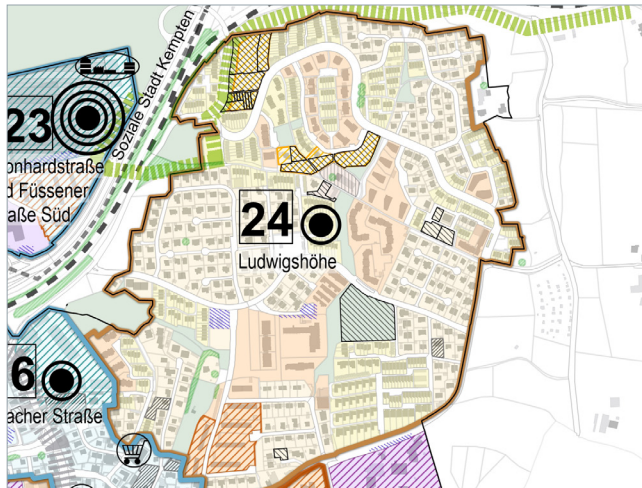 Soziale Stadt Kempten
23
onhardstraße
d Füssener
aße Süd
24
Ludwigshöhe
6
acher Straße